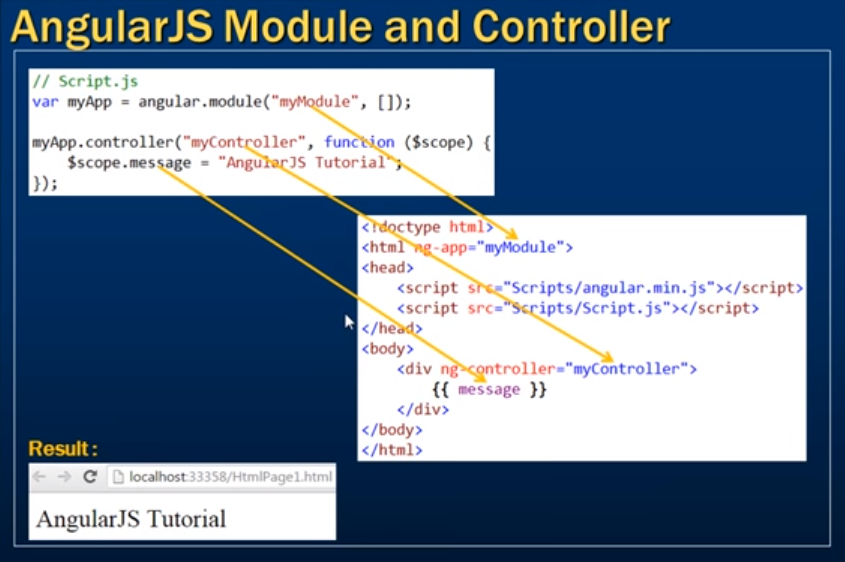 AngularJS Module and Controller
// Script.js
var myApp = angular.module("myModule", []);
myApp.controller("myController", function ($scope) {
$scope.message = "AngularJS Tutorial";
});
<!doctype html>
<html ng-app="myModule">
<head>
<script src="Scripts/angular.min.js"></script>
<script src="Scripts/Script.js"></script>
</head>
<body>
<div ng-controller="myController">
{{ message }}
</div>
</body>
</html>
Result :
localhost:33358/HtmlPage1.html
AngularJS Tutorial